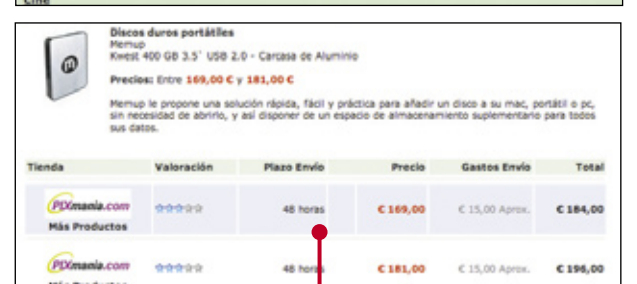 Cine
Discos duros portátiles
Memup
Kwest 400 GB 3.5' USB 2.0 - Carcasa de Aluminio
Precios: Entre 169,00 € y 181,00 €
Memup le propone una solución rápida, fácil y práctica para añadir un disco a su mac, portátil o pc,
sin necesidad de abrirlo, y así disponer de un espacio de almacenamiento suplementario para todos
sus datos.
Tienda Valoración Plazo Envío Precio Gastos Envío Total
PIXmania.com 48 horas € 169,00 € 15,00 Aprox. € 184,00
Más Productos
PIXmania.com 48 horas € 181,00 € 15,00 Aprox. € 196,00
Más Productos